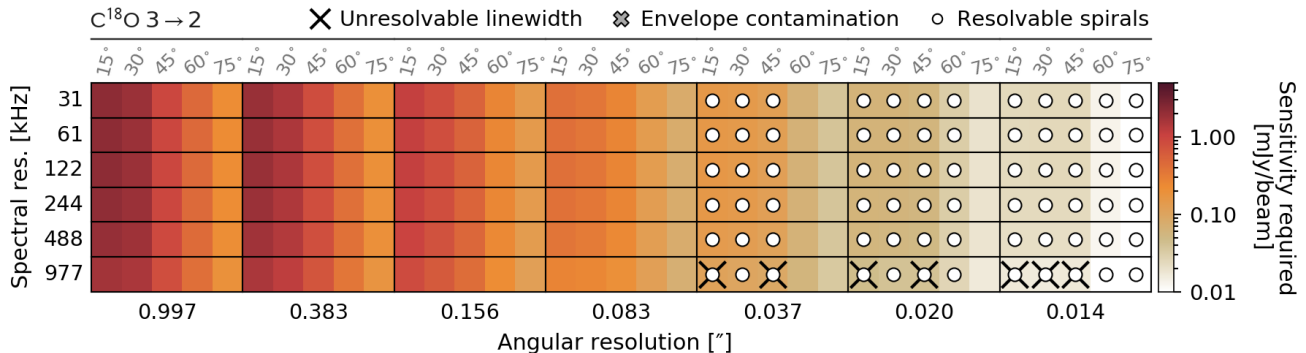 C¹⁸O 3→2 Unresolvable linewidth Envelope contamination Resolvable spirals
15° 30° 45° 60° 75° 15° 30° 45° 60° 75° 15° 30° 45° 60° 75° 15° 30° 45° 60° 75° 15° 30° 45° 60° 75° 15° 30° 45° 60° 75° 15° 30° 45° 60° 75°
Spectral res. [kHz]
31
61
122
244
488
977
0.997 0.383 0.156 0.083 0.037 0.020 0.014
Angular resolution [″]
1.00
0.10
0.01
Sensitivity required
[mJy/beam]